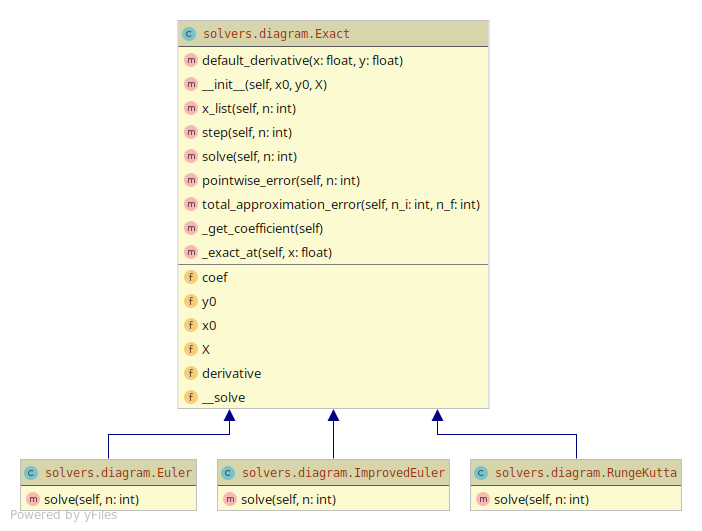 c solvers.diagram.Exact
m default_derivative(x: float, y: float)
m __init__(self, x0, y0, X)
m x_list(self, n: int)
m step(self, n: int)
m solve(self, n: int)
m pointwise_error(self, n: int)
m total_approximation_error(self, n_i: int, n_f: int)
m _get_coefficient(self)
m _exact_at(self, x: float)
f coef
f y0
f x0
f X
f derivative
f __solve
c solvers.diagram.Euler
m solve(self, n: int)
c solvers.diagram.ImprovedEuler
m solve(self, n: int)
c solvers.diagram.RungeKutta
m solve(self, n: int)
Powered by yFiles